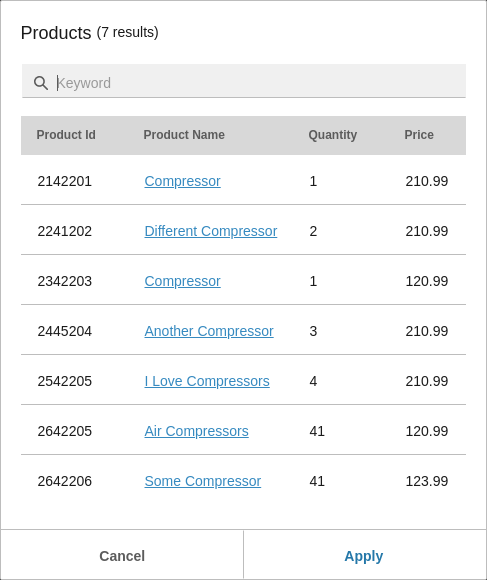 Products (7 results)
Keyword
Product Id Product Name Quantity Price
2142201 Compressor 1 210.99
2241202 Different Compressor 2 210.99
2342203 Compressor 1 120.99
2445204 Another Compressor 3 210.99
2542205 I Love Compressors 4 210.99
2642205 Air Compressors 41 120.99
2642206 Some Compressor 41 123.99
Cancel Apply